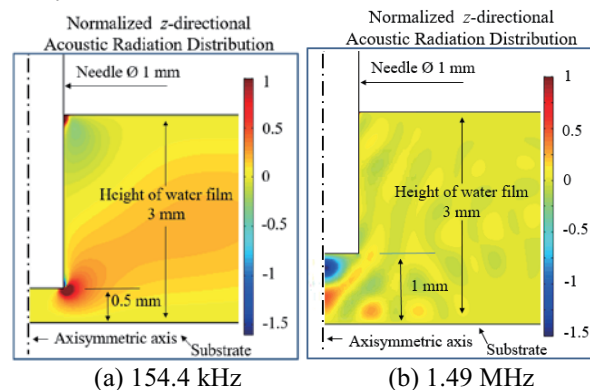 Normalized z-directional
Acoustic Radiation Distribution
Needle Ø 1 mm
1
0.5
0
-0.5
-1
-1.5
Height of water film
3 mm
0.5 mm
Axisymmetric axis
Substrate
(a) 154.4 kHz
Normalized z-directional
Acoustic Radiation Distribution
Needle Ø 1 mm
1
0.5
0
-0.5
-1
-1.5
Height of water film
3 mm
1 mm
Axisymmetric axis
Substrate
(b) 1.49 MHz